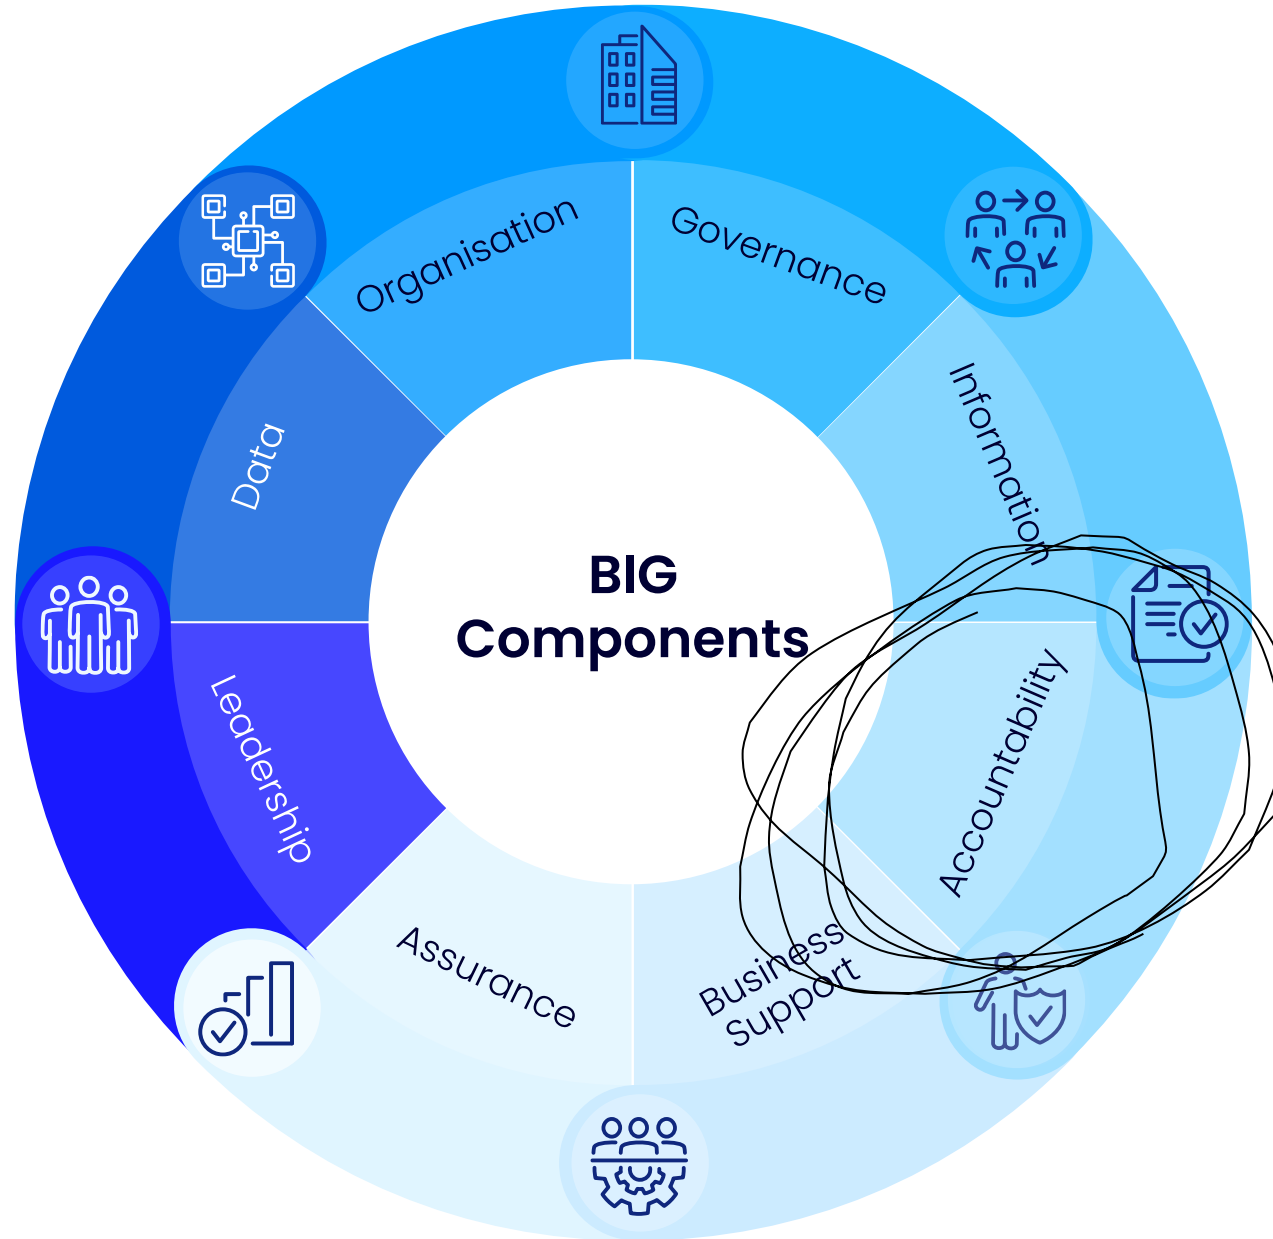 Organisation
Governance
Information
Accountability
Business
Support
Assurance
Leadership
Data
BIG
Components